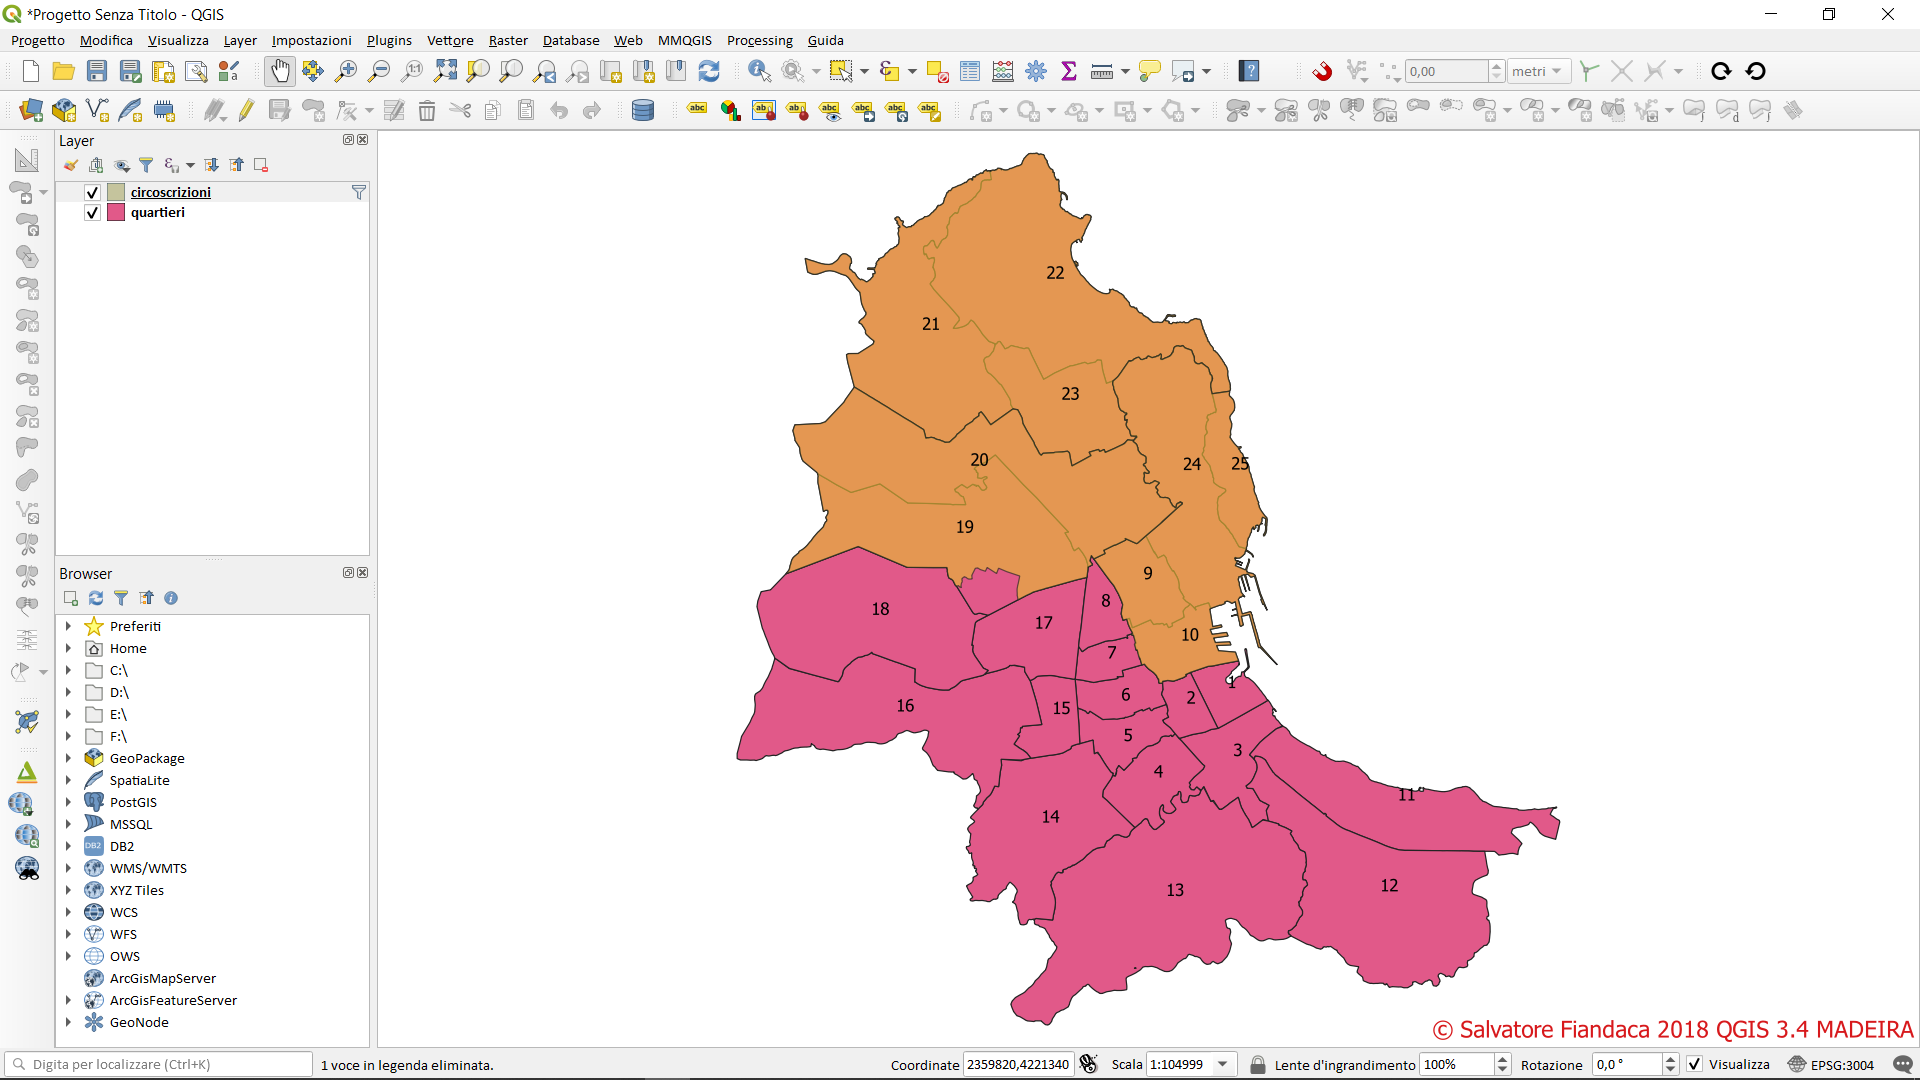 *Progetto Senza Titolo - QGIS
Progetto Modifica Visualizza Layer Impostazioni Plugins Vettore Raster Database Web MMQGIS Processing Guida
0,00 metri
Layer
circoscrizioni
quartieri
Browser
Preferiti
Home
C:\
D:\
E:\
F:\
GeoPackage
SpatiaLite
PostGIS
MSSQL
DB2
WMS/WMTS
XYZ Tiles
WCS
WFS
OWS
ArcGisMapServer
ArcGisFeatureServer
GeoNode
22
21
23
20
24
25
19
9
8
18
17
10
7
1
6
2
16
15
5
3
4
11
14
12
13
© Salvatore Fiandaca 2018 QGIS 3.4 MADEIRA
Digita per localizzare (Ctrl+K) 1 voce in legenda eliminata. Coordinate 2359820,4221340 Scala 1:104999 Lente d'ingrandimento 100% Rotazione 0,0 ° Visualizza EPSG:3004